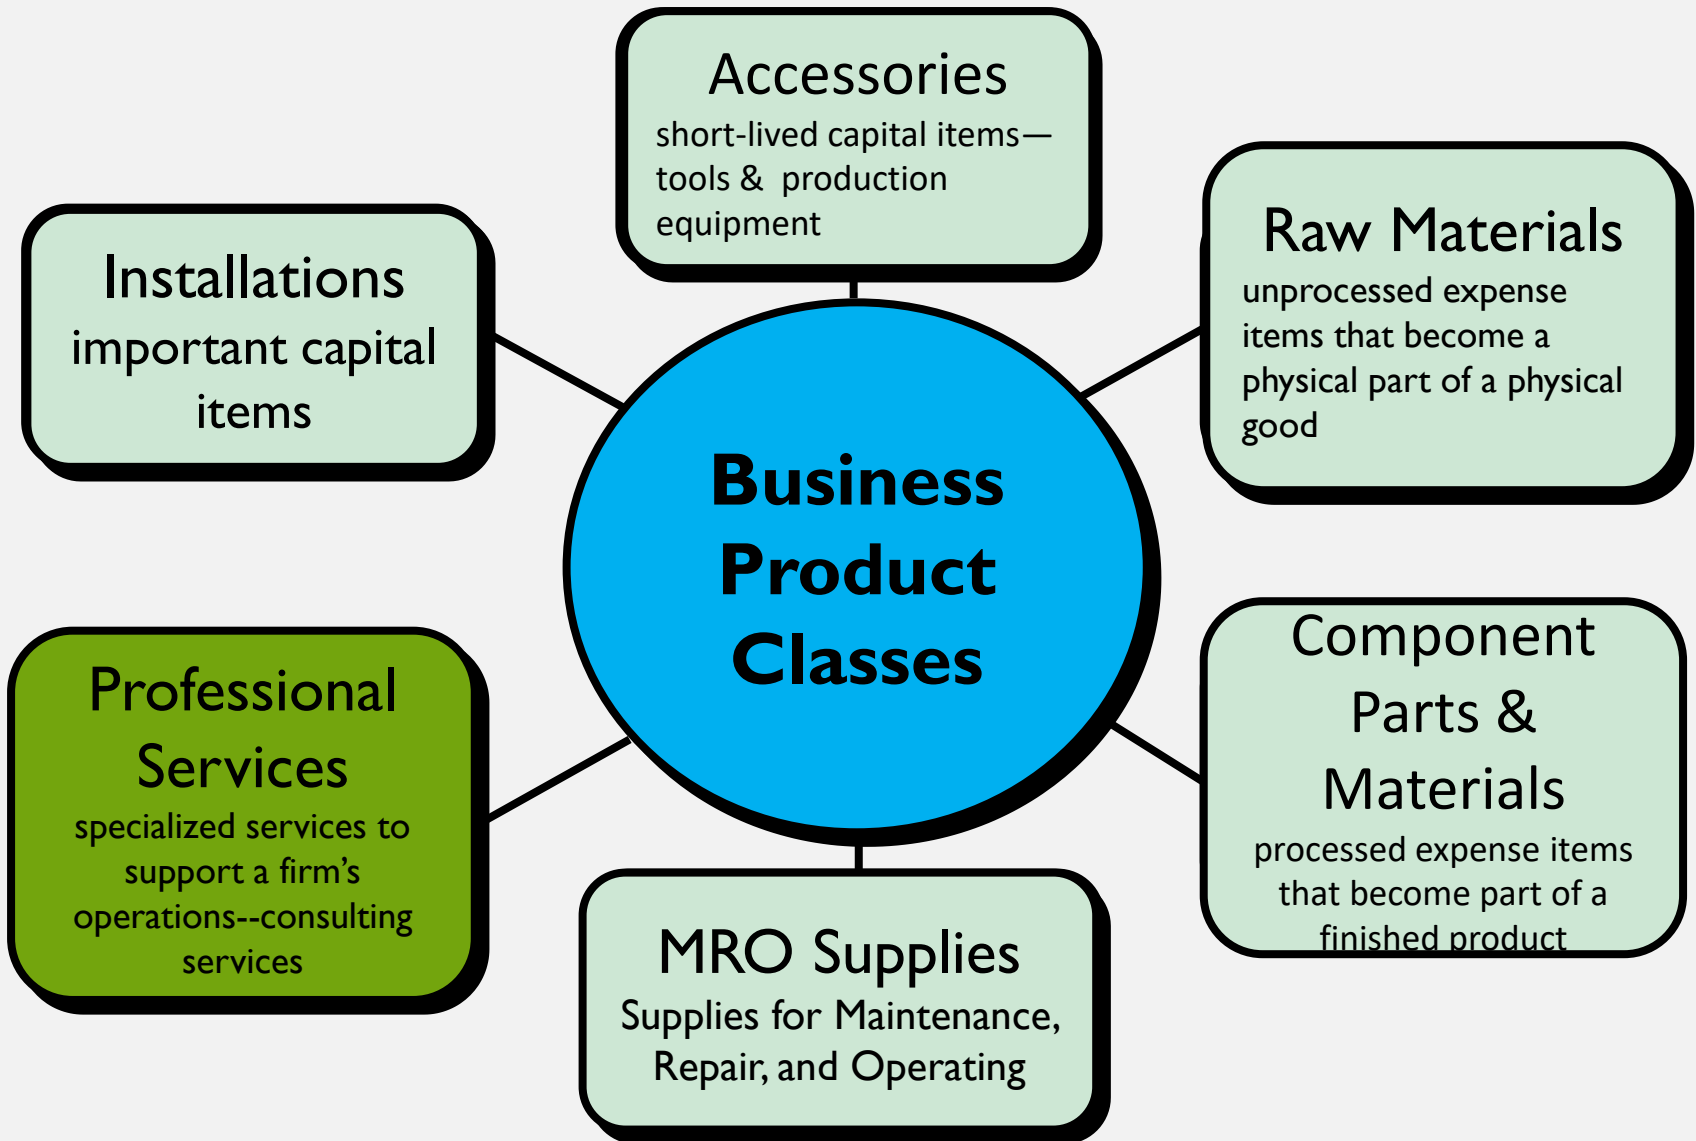 Accessories
short-lived capital items—
tools & production
equipment
Raw Materials
unprocessed expense
items that become a
physical part of a physical
good
Installations
important capital
items
Business
Product
Classes
Component
Parts &
Materials
processed expense items
that become part of a
finished product
Professional
Services
specialized services to
support a firm’s
operations--consulting
services
MRO Supplies
Supplies for Maintenance,
Repair, and Operating